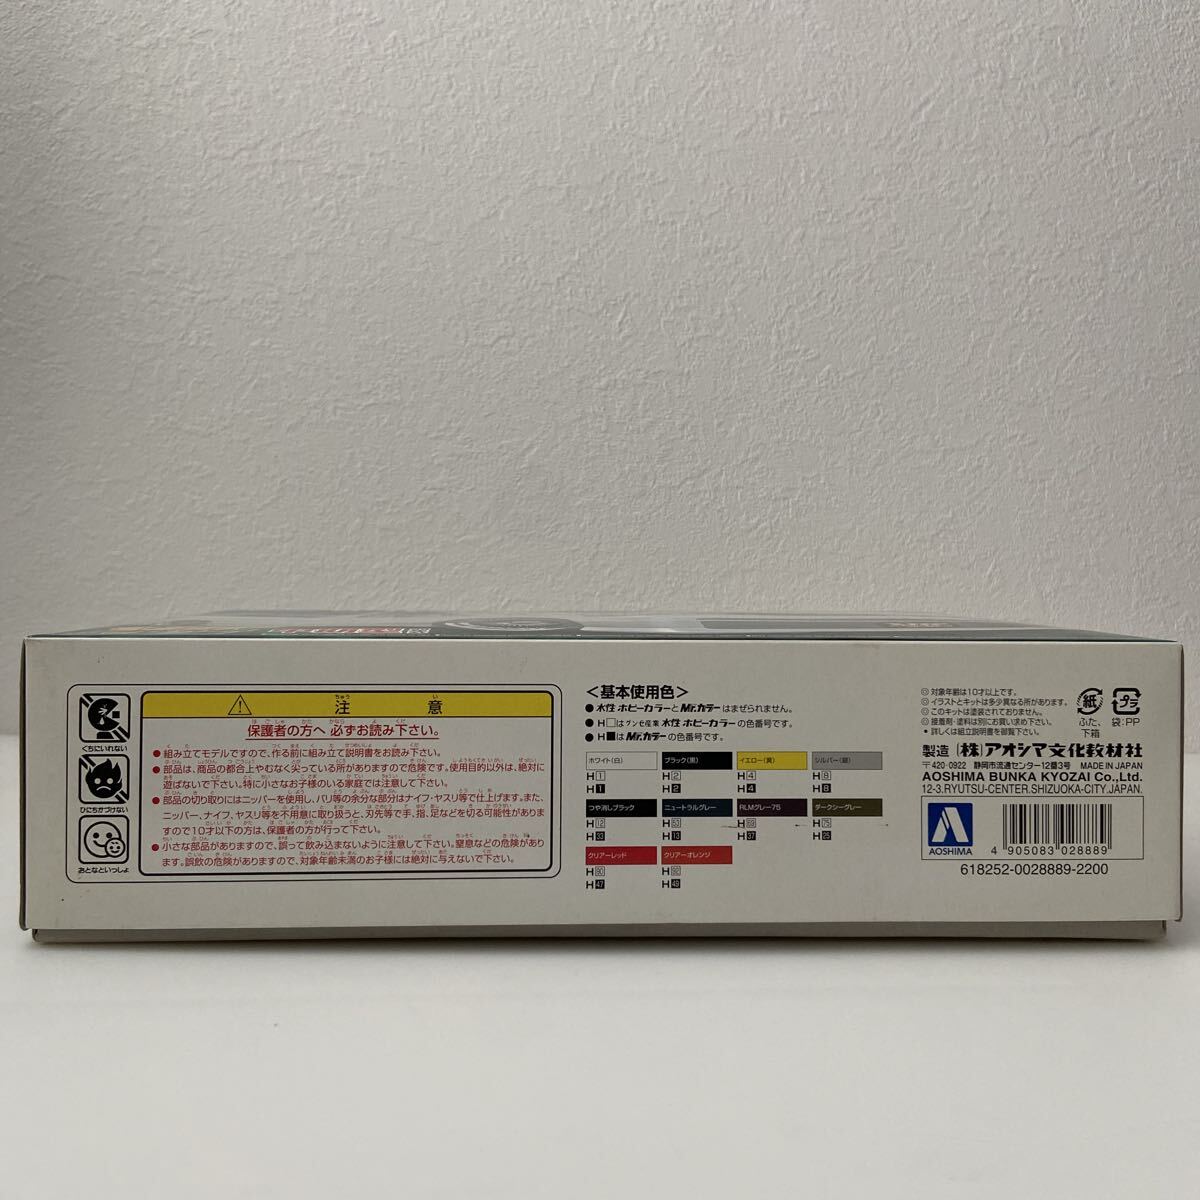 くちにいれない
ひにちかづけない
おとなといっしょ
注意
保護者の方へ 必ずお読み下さい。
● 組み立てモデルですので、作る前に組み立て説明書をお読み下さい。
● 部品は、商品の都合上やむなく尖っている所がありますので危険です。使用目的以外は、絶対に
遊ばないで下さい。特に小さなお子様のいる家庭では注意して下さい。
● 部品の切り取りにはニッパーを使用し、バリ等の余分な部分はナイフ・ヤスリ等で仕上げます。また、
ニッパー、ナイフ、ヤスリ等を不用意に取り扱うと、刃先等で手、指、足などを切る可能性がありま
すので10才以下の方は、保護者の方が行って下さい。
● 小さな部品がありますので、誤って飲み込まないように注意して下さい。窒息などの危険がありま
す。誤飲の危険がありますので、対象年齢未満のお子様には絶対に与えないで下さい。
<基本使用色>
● 水性ホビーカラーとMr.カラーはまぜられません。
● H□はグンゼ産業 水性ホビーカラーの色番号です。
● H■はMr.カラーの色番号です。
ホワイト(白) ブラック(黒) イエロー(黄) シルバー(銀)
H1 H2 H4 H8
H1 H2 H4 H8
つや消しブラック ニュートラルグレー RLMグレー75 ダークシーグレー
H12 H53 H69 H75
H33 H13 H37 H25
クリアーレッド クリアーオレンジ
H90 H92
H47 H49
◎ 対象年齢は10才以上です。
◎ イラストとキットは多少異なる所があります。
◎ このキットは塗装されておりません。
◎ 接着剤・塗料は別にお買い求め下さい。
• 詳しくは組立説明書を御覧下さい。
紙 プラ
ふた、下箱 袋:PP
製造 (株)アオシマ文化教材社
〒420-0922 静岡市流通センター12番3号 MADE IN JAPAN
AOSHIMA BUNKA KYOZAI Co.,Ltd.
12-3.RYUTSU-CENTER.SHIZUOKA-CITY.JAPAN.
AOSHIMA
4 905083 028889
618252-0028889-2200